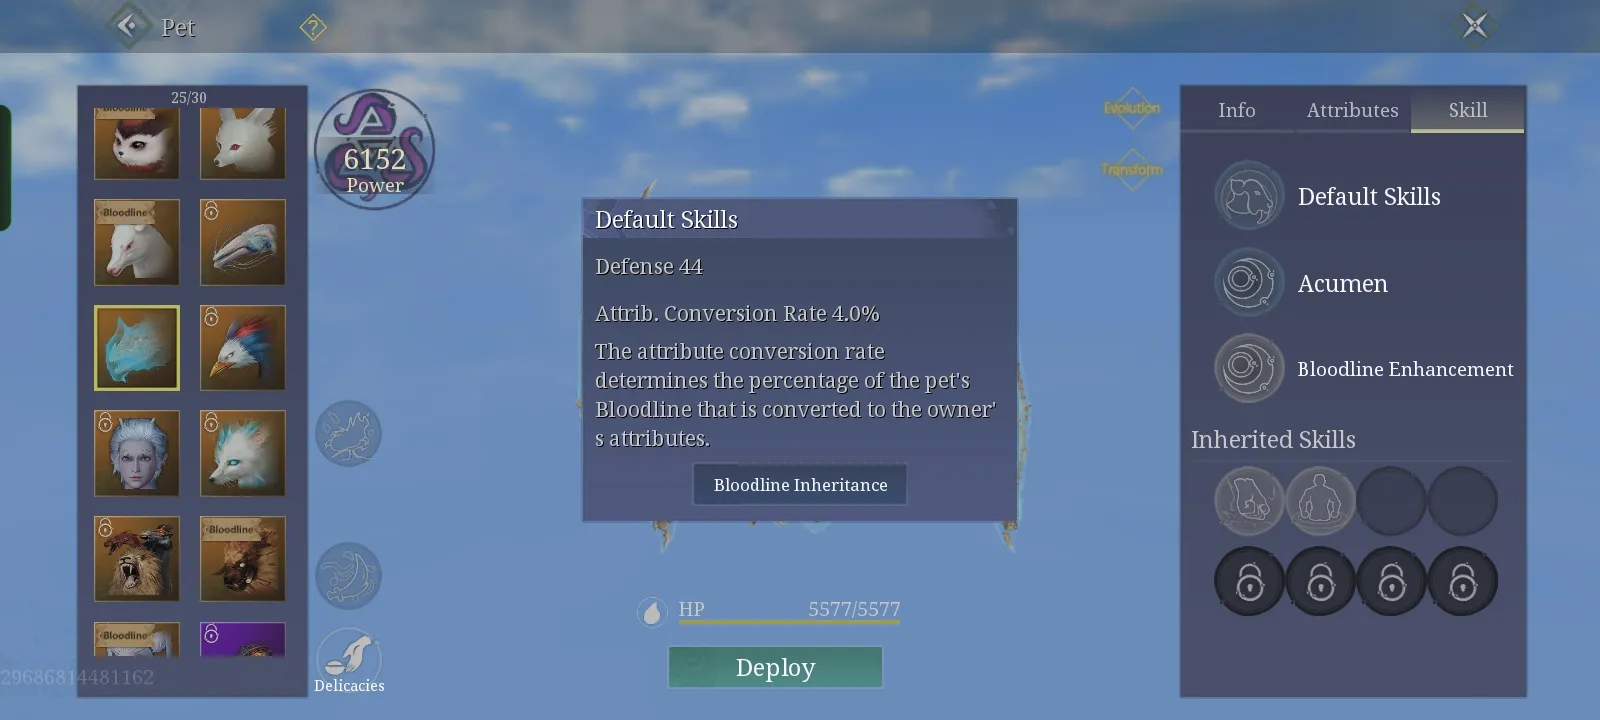 Pet
?
25/30
Bloodline
6152
Power
Bloodline
Bloodline
Bloodline
29686814481162
Delicacies
Evolution
Transform
Default Skills
Defense 44
Attrib. Conversion Rate 4.0%
The attribute conversion rate
determines the percentage of the pet's
Bloodline that is converted to the owner'
s attributes.
Bloodline Inheritance
HP 5577/5577
Deploy
Info Attributes Skill
Default Skills
Acumen
Bloodline Enhancement
Inherited Skills